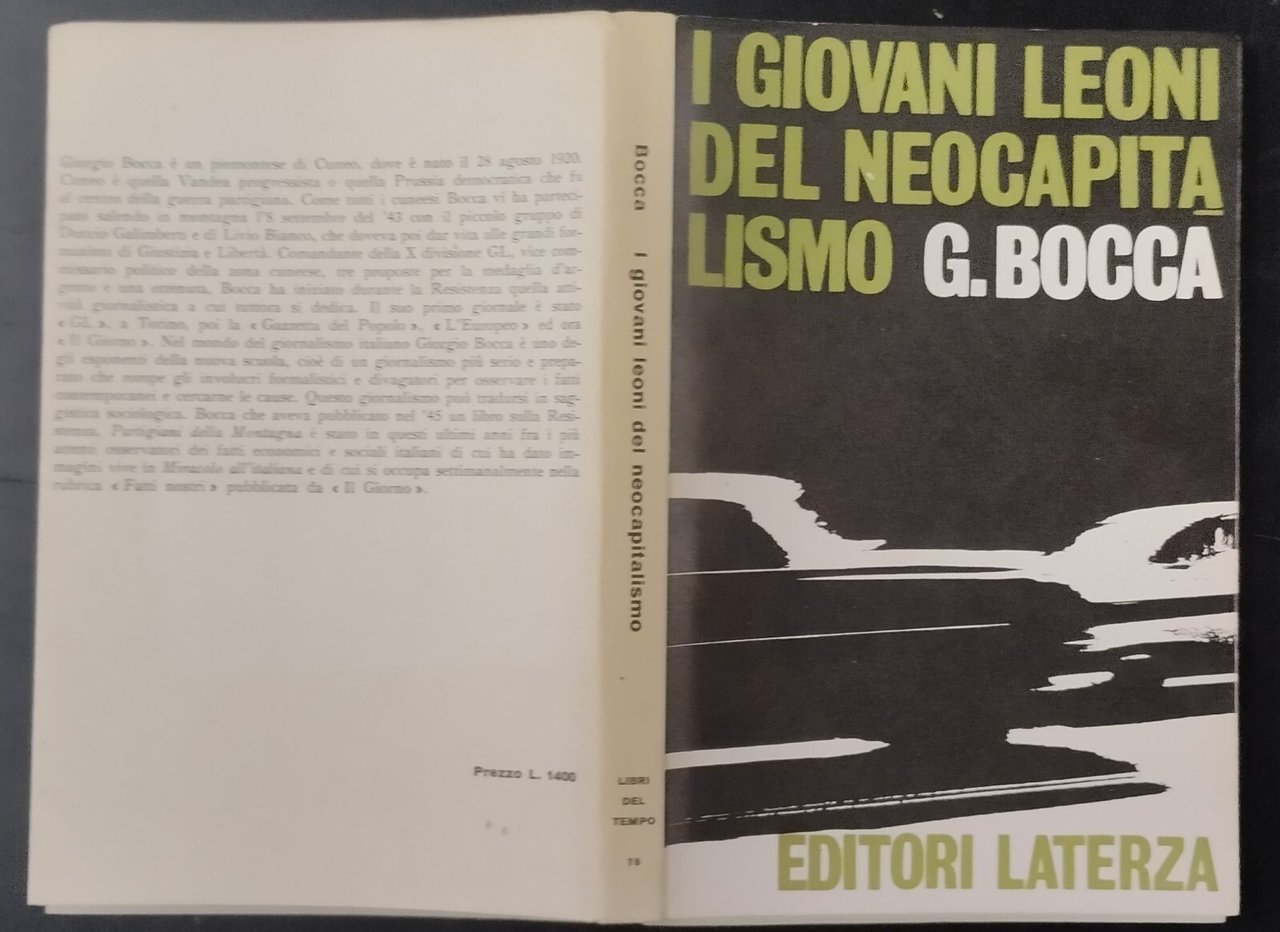 Giorgio Bocca è un piemontese di Cuneo, dove è nato il 28 agosto 1920.
Cuneo è quella Vandea progressista o quella Prussia democratica che fu
al centro della guerra partigiana. Come tutti i cuneesi Bocca vi ha parteci-
pato salendo in montagna l'8 settembre del '43 con il piccolo gruppo di
Duccio Galimberti e di Livio Bianco, che doveva poi dar vita alle grandi for-
mazioni di Giustizia e Libertà. Comandante della X divisione GL, vice com-
missario politico della zona cuneese, tre proposte per la medaglia d'ar-
gento e una ottenuta, Bocca ha iniziato durante la Resistenza quella atti-
vità giornalistica a cui tuttora si dedica. Il suo primo giornale è stato
« GL », a Torino, poi la « Gazzetta del Popolo », « L'Europeo » ed ora
« Il Giorno ». Nel mondo del giornalismo italiano Giorgio Bocca è uno de-
gli esponenti della nuova scuola, cioè di un giornalismo più serio e prepa-
rato che rompe gli involucri formalistici e divagatori per osservare i fatti
contemporanei e cercarne le cause. Questo giornalismo può tradursi in sag-
gistica sociologica. Bocca che aveva pubblicato nel '45 un libro sulla Resi-
stenza, Partigiani della Montagna è stato in questi ultimi anni fra i più
attenti osservatori dei fatti economici e sociali italiani di cui ha dato im-
magini vive in Miracolo all'italiana e di cui si occupa settimanalmente nella
rubrica « Fatti nostri » pubblicata da « Il Giorno ».
Prezzo L. 1400
Bocca I giovani leoni del neocapitalismo
LIBRI
DEL
TEMPO
I GIOVANI LEONI
DEL NEOCAPITA
LISMO G. BOCCA
EDITORI LATERZA